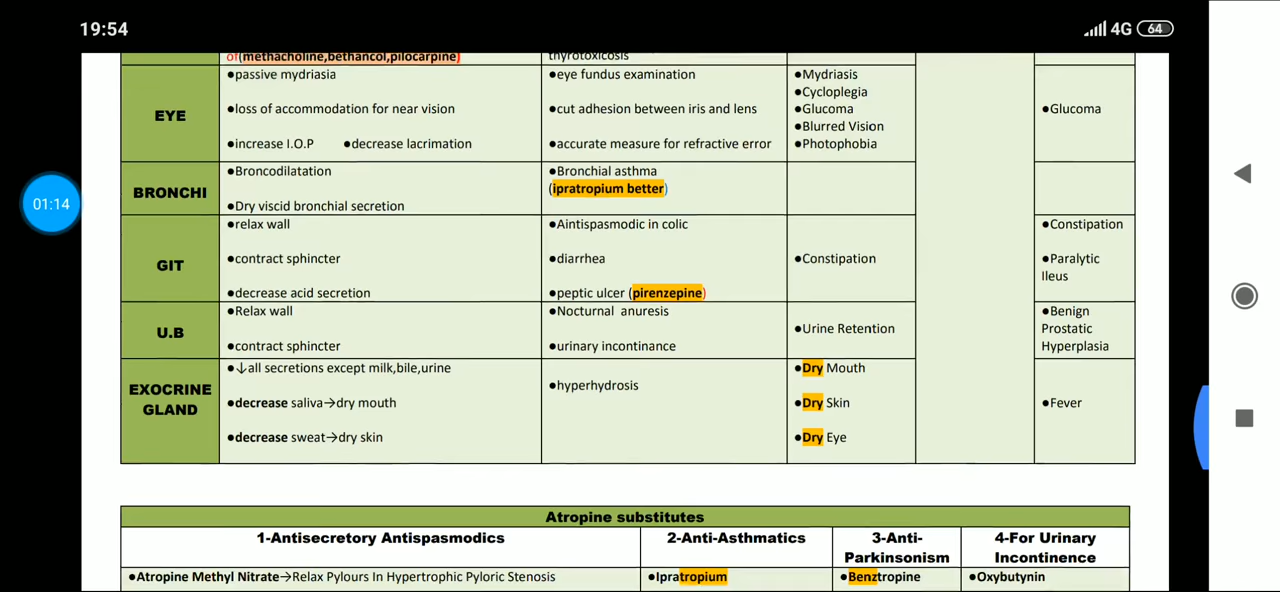 19:54
4G 64
of(methacholine,bethancol,pilocarpine)
thyrotoxicosis
EYE
●passive mydriasia
●loss of accommodation for near vision
●increase I.O.P ●decrease lacrimation
●eye fundus examination
●cut adhesion between iris and lens
●accurate measure for refractive error
●Mydriasis
●Cycloplegia
●Glucoma
●Blurred Vision
●Photophobia
●Glucoma
01:14
BRONCHI
●Broncodilatation
●Dry viscid bronchial secretion
●Bronchial asthma
(ipratropium better)
GIT
●relax wall
●contract sphincter
●decrease acid secretion
●Aintispasmodic in colic
●diarrhea
●peptic ulcer (pirenzepine)
●Constipation
●Constipation
●Paralytic
Ileus
U.B
●Relax wall
●contract sphincter
●Nocturnal anuresis
●urinary incontinance
●Urine Retention
●Benign
Prostatic
Hyperplasia
EXOCRINE
GLAND
●↓all secretions except milk,bile,urine
●decrease saliva→dry mouth
●decrease sweat→dry skin
●hyperhydrosis
●Dry Mouth
●Dry Skin
●Dry Eye
●Fever
Atropine substitutes
1-Antisecretory Antispasmodics
2-Anti-Asthmatics
3-Anti-
Parkinsonism
4-For Urinary
Incontinence
●Atropine Methyl Nitrate→Relax Pylours In Hypertrophic Pyloric Stenosis
●Ipratropium
●Benztropine
●Oxybutynin